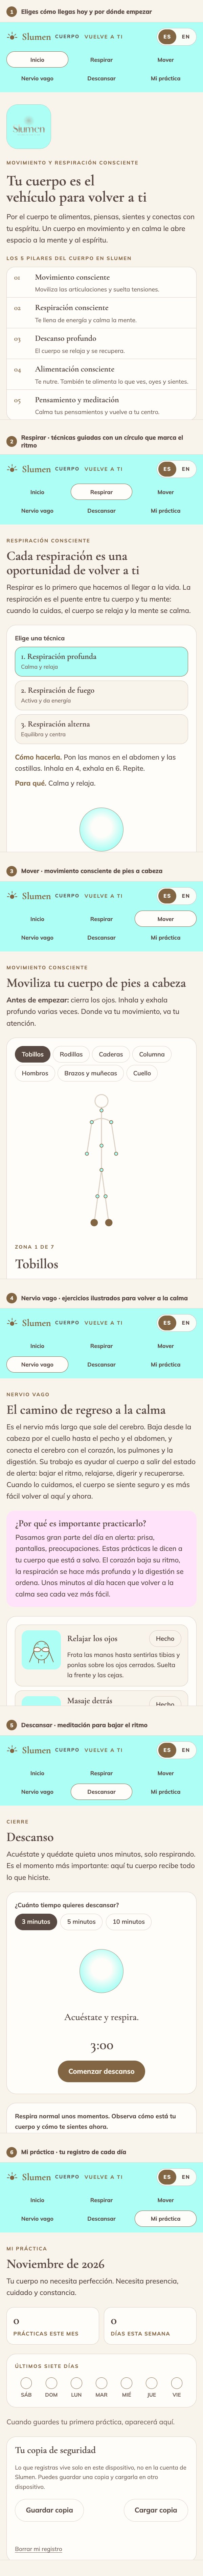 1 Eliges cómo llegas hoy y por dónde empezar
Slumen CUERPO VUELVE A TI ES EN
Inicio Respirar Mover
Nervio vago Descansar Mi práctica
Slumen
MOVIMIENTO Y RESPIRACIÓN CONSCIENTE
Tu cuerpo es el
vehículo para volver a ti
Por el cuerpo te alimentas, piensas, sientes y conectas con
tu espíritu. Un cuerpo en movimiento y en calma le abre
espacio a la mente y al espíritu.
LOS 5 PILARES DEL CUERPO EN SLUMEN
01 Movimiento consciente
Moviliza las articulaciones y suelta tensiones.
02 Respiración consciente
Te llena de energía y calma la mente.
03 Descanso profundo
El cuerpo se relaja y se recupera.
04 Alimentación consciente
Te nutre. También te alimenta lo que ves, oyes y sientes.
05 Pensamiento y meditación
Calma tus pensamientos y vuelve a tu centro.
2 Respirar · técnicas guiadas con un círculo que marca el
ritmo
Slumen CUERPO VUELVE A TI ES EN
Inicio Respirar Mover
Nervio vago Descansar Mi práctica
RESPIRACIÓN CONSCIENTE
Cada respiración es una
oportunidad de volver a ti
Respirar es lo primero que hacemos al llegar a la vida. La
respiración es el puente entre tu cuerpo y tu mente:
cuando la cuidas, el cuerpo se relaja y la mente se calma.
Elige una técnica
1. Respiración profunda
Calma y relaja
2. Respiración de fuego
Activa y da energía
3. Respiración alterna
Equilibra y centra
Cómo hacerla. Pon las manos en el abdomen y las
costillas. Inhala en 4, exhala en 6. Repite.
Para qué. Calma y relaja.
3 Mover · movimiento consciente de pies a cabeza
Slumen CUERPO VUELVE A TI ES EN
Inicio Respirar Mover
Nervio vago Descansar Mi práctica
MOVIMIENTO CONSCIENTE
Moviliza tu cuerpo de pies a cabeza
Antes de empezar: cierra los ojos. Inhala y exhala
profundo varias veces. Donde va tu movimiento, va tu
atención.
Tobillos Rodillas Caderas Columna
Hombros Brazos y muñecas Cuello
ZONA 1 DE 7
Tobillos
4 Nervio vago · ejercicios ilustrados para volver a la calma
Slumen CUERPO VUELVE A TI ES EN
Inicio Respirar Mover
Nervio vago Descansar Mi práctica
NERVIO VAGO
El camino de regreso a la calma
Es el nervio más largo que sale del cerebro. Baja desde la
cabeza por el cuello hasta el pecho y el abdomen, y
conecta el cerebro con el corazón, los pulmones y la
digestión. Su trabajo es ayudar al cuerpo a salir del estado
de alerta: bajar el ritmo, relajarse, digerir y recuperarse.
Cuando lo cuidamos, el cuerpo se siente seguro y es más
fácil volver al aquí y ahora.
¿Por qué es importante practicarlo?
Pasamos gran parte del día en alerta: prisa,
pantallas, preocupaciones. Estas prácticas le dicen a
tu cuerpo que está a salvo. El corazón baja su ritmo,
la respiración se hace más profunda y la digestión se
ordena. Unos minutos al día hacen que volver a la
calma sea cada vez más fácil.
Relajar los ojos Hecho
Frota las manos hasta sentirlas tibias y
ponlas sobre los ojos cerrados. Suelta
la frente y las cejas.
Masaje detrás Hecho
5 Descansar · meditación para bajar el ritmo
Slumen CUERPO VUELVE A TI ES EN
Inicio Respirar Mover
Nervio vago Descansar Mi práctica
CIERRE
Descanso
Acuéstate y quédate quieta unos minutos, solo respirando.
Es el momento más importante: aquí tu cuerpo recibe todo
lo que hiciste.
¿Cuánto tiempo quieres descansar?
3 minutos 5 minutos 10 minutos
Acuéstate y respira.
3:00
Comenzar descanso
Respira normal unos momentos. Observa cómo está tu
cuerpo y cómo te sientes ahora.
6 Mi práctica · tu registro de cada día
Slumen CUERPO VUELVE A TI ES EN
Inicio Respirar Mover
Nervio vago Descansar Mi práctica
MI PRÁCTICA
Noviembre de 2026
Tu cuerpo no necesita perfección. Necesita presencia,
cuidado y constancia.
0 0
PRÁCTICAS ESTE MES DÍAS ESTA SEMANA
ÚLTIMOS SIETE DÍAS
SÁB DOM LUN MAR MIÉ JUE VIE
Cuando guardes tu primera práctica, aparecerá aquí.
Tu copia de seguridad
Lo que registras vive solo en este dispositivo, no en la cuenta de
Slumen. Puedes guardar una copia y cargarla en otro
dispositivo.
Guardar copia Cargar copia
Borrar mi registro